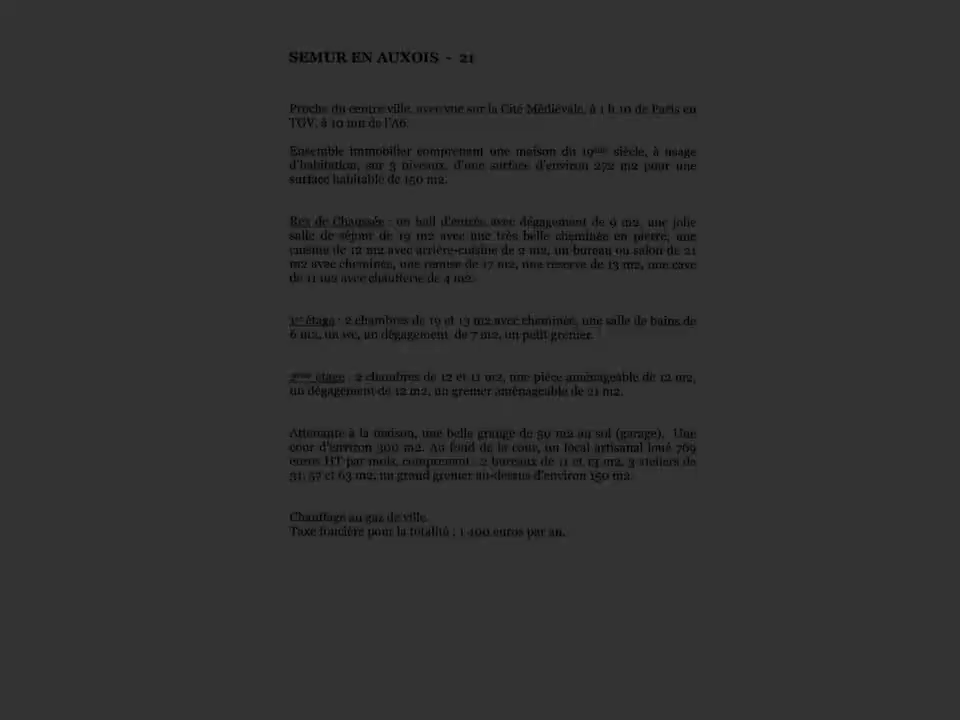 SEMUR EN AUXOIS - 21
Proche du centre ville, avec vue sur la Cité Médiévale, à 1 h 10 de Paris en
TGV, à 10 mn de l'A6.
Ensemble immobilier comprenant une maison du 19ème siècle, à usage
d'habitation, sur 3 niveaux, d'une surface d'environ 272 m2 pour une
surface habitable de 150 m2.
Rez de Chaussée : un hall d'entrée avec dégagement de 9 m2, une jolie
salle de séjour de 19 m2 avec une très belle cheminée en pierre, une
cuisine de 12 m2 avec arrière-cuisine de 2 m2, un bureau ou salon de 21
m2 avec cheminée, une remise de 17 m2, une réserve de 13 m2, une cave
de 11 m2 avec chaufferie de 4 m2.
1er étage : 2 chambres de 19 et 13 m2 avec cheminée, une salle de bains de
6 m2, un wc, un dégagement de 7 m2, un petit grenier.
2ème étage : 2 chambres de 12 et 11 m2, une pièce aménageable de 12 m2,
un dégagement de 12 m2, un grenier aménageable de 21 m2.
Attenante à la maison, une belle grange de 50 m2 au sol (garage). Une
cour d'environ 300 m2. Au fond de la cour, un local artisanal loué 769
euros HT par mois, comprenant : 2 bureaux de 11 et 13 m2, 3 ateliers de
31, 57 et 63 m2, un grand grenier au-dessus d'environ 150 m2.
Chauffage au gaz de ville.
Taxe foncière pour la totalité : 1 400 euros par an.